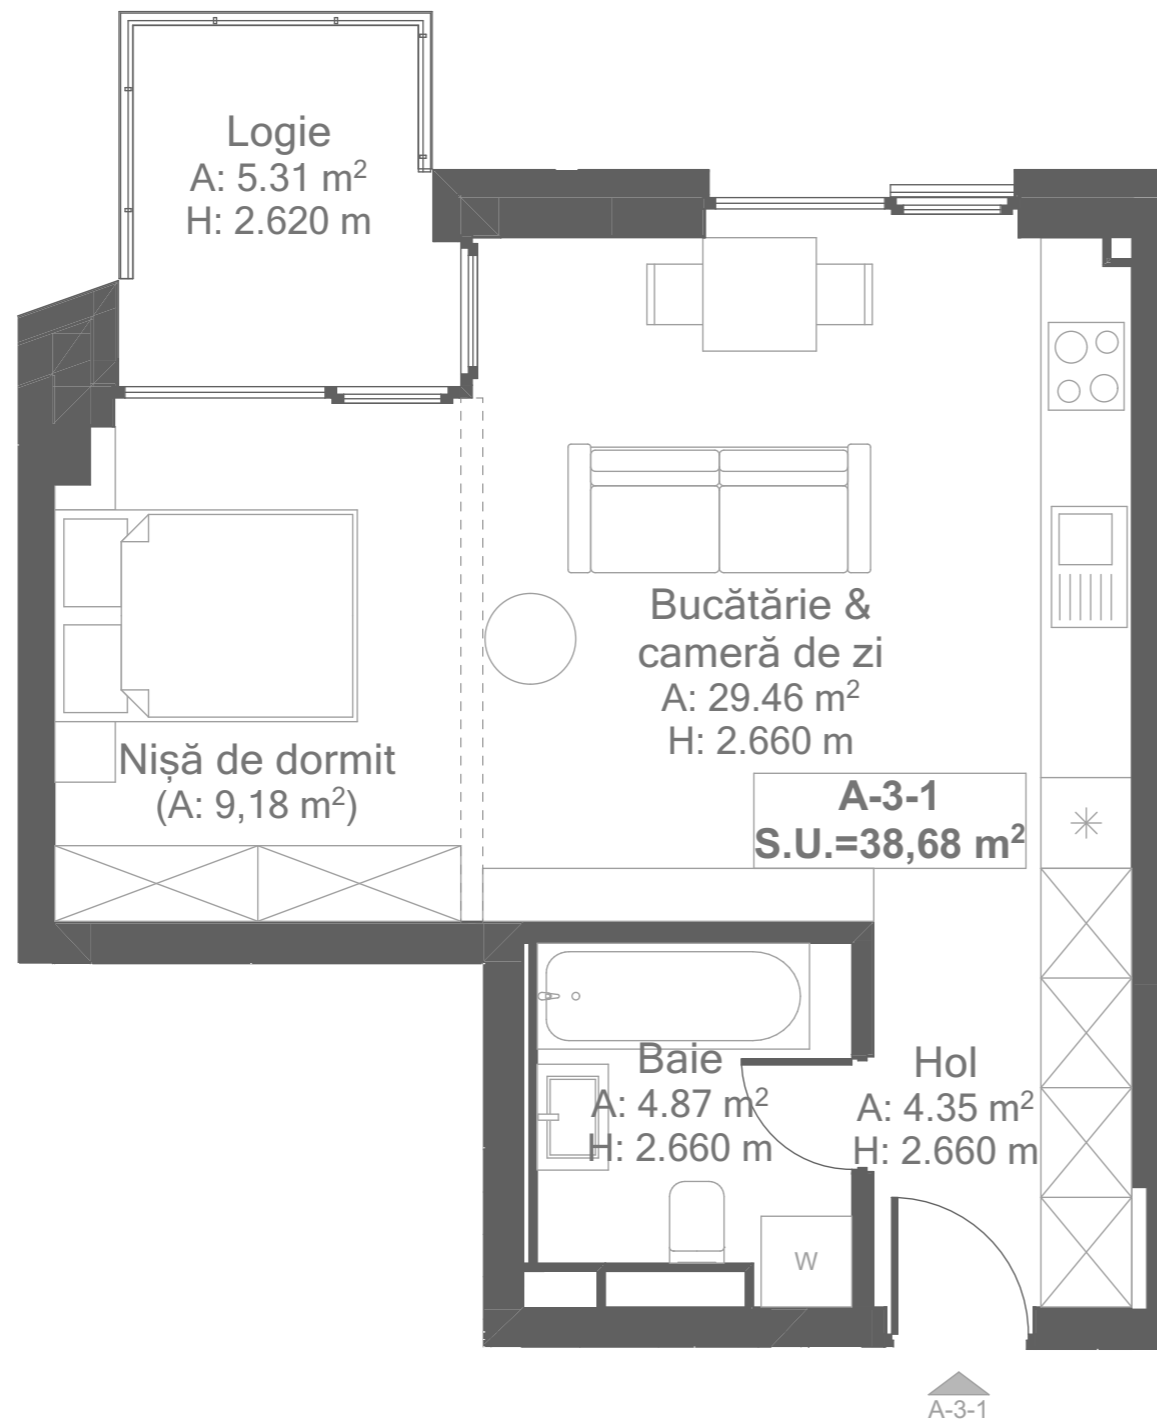 Logie
A: 5.31 m²
H: 2.620 m
Bucătărie &
cameră de zi
A: 29.46 m²
H: 2.660 m
Nișă de dormit
(A: 9,18 m²)
A-3-1
S.U.=38,68 m²
Baie
A: 4.87 m²
H: 2.660 m
Hol
A: 4.35 m²
H: 2.660 m
W
A-3-1